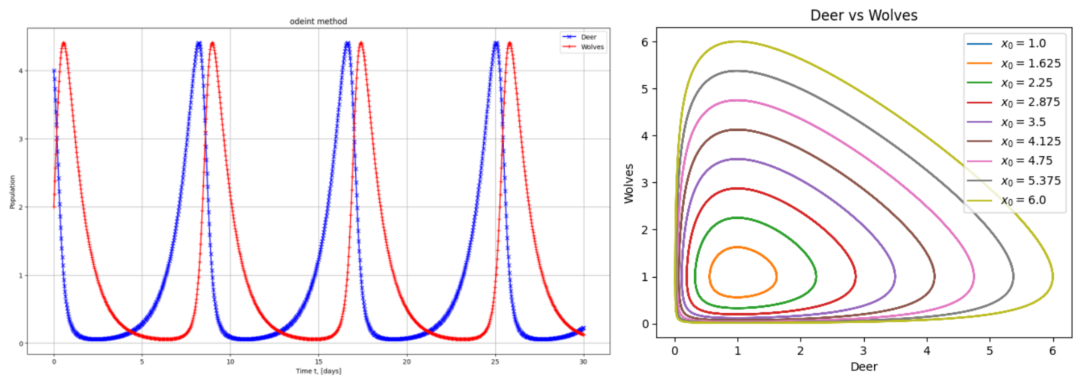 odeint method
Deer
Wolves
Population
4
3
2
1
0
0 5 10 15 20 25 30
Time t, [days]
Deer vs Wolves
x₀ = 1.0
x₀ = 1.625
x₀ = 2.25
x₀ = 2.875
x₀ = 3.5
x₀ = 4.125
x₀ = 4.75
x₀ = 5.375
x₀ = 6.0
Wolves
6
5
4
3
2
1
0
0 1 2 3 4 5 6
Deer